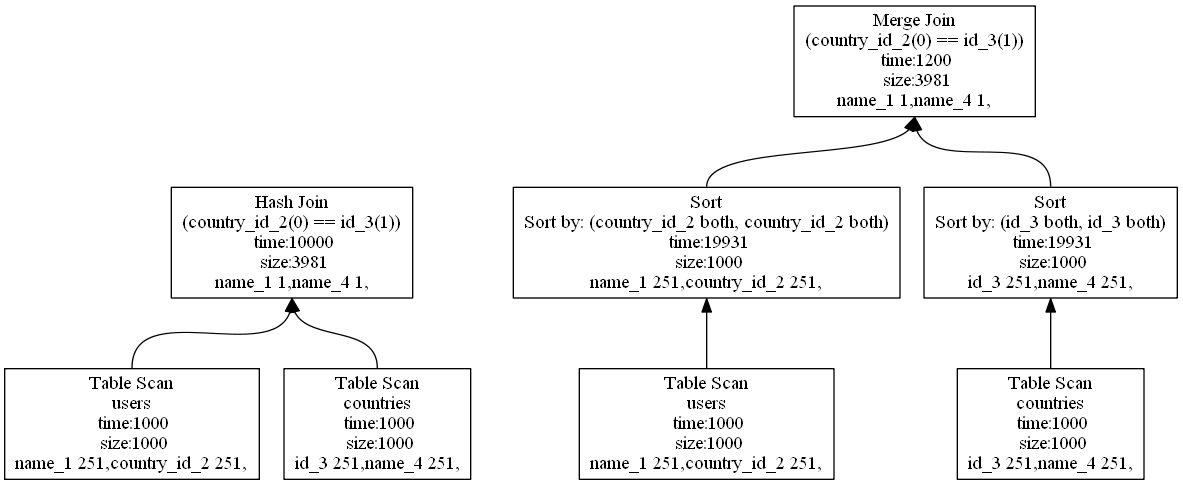 Merge Join
(country_id_2(0) == id_3(1))
time:1200
size:3981
name_1 1,name_4 1,
Hash Join
(country_id_2(0) == id_3(1))
time:10000
size:3981
name_1 1,name_4 1,
Sort
Sort by: (country_id_2 both, country_id_2 both)
time:19931
size:1000
name_1 251,country_id_2 251,
Sort
Sort by: (id_3 both, id_3 both)
time:19931
size:1000
id_3 251,name_4 251,
Table Scan
users
time:1000
size:1000
name_1 251,country_id_2 251,
Table Scan
countries
time:1000
size:1000
id_3 251,name_4 251,
Table Scan
users
time:1000
size:1000
name_1 251,country_id_2 251,
Table Scan
countries
time:1000
size:1000
id_3 251,name_4 251,